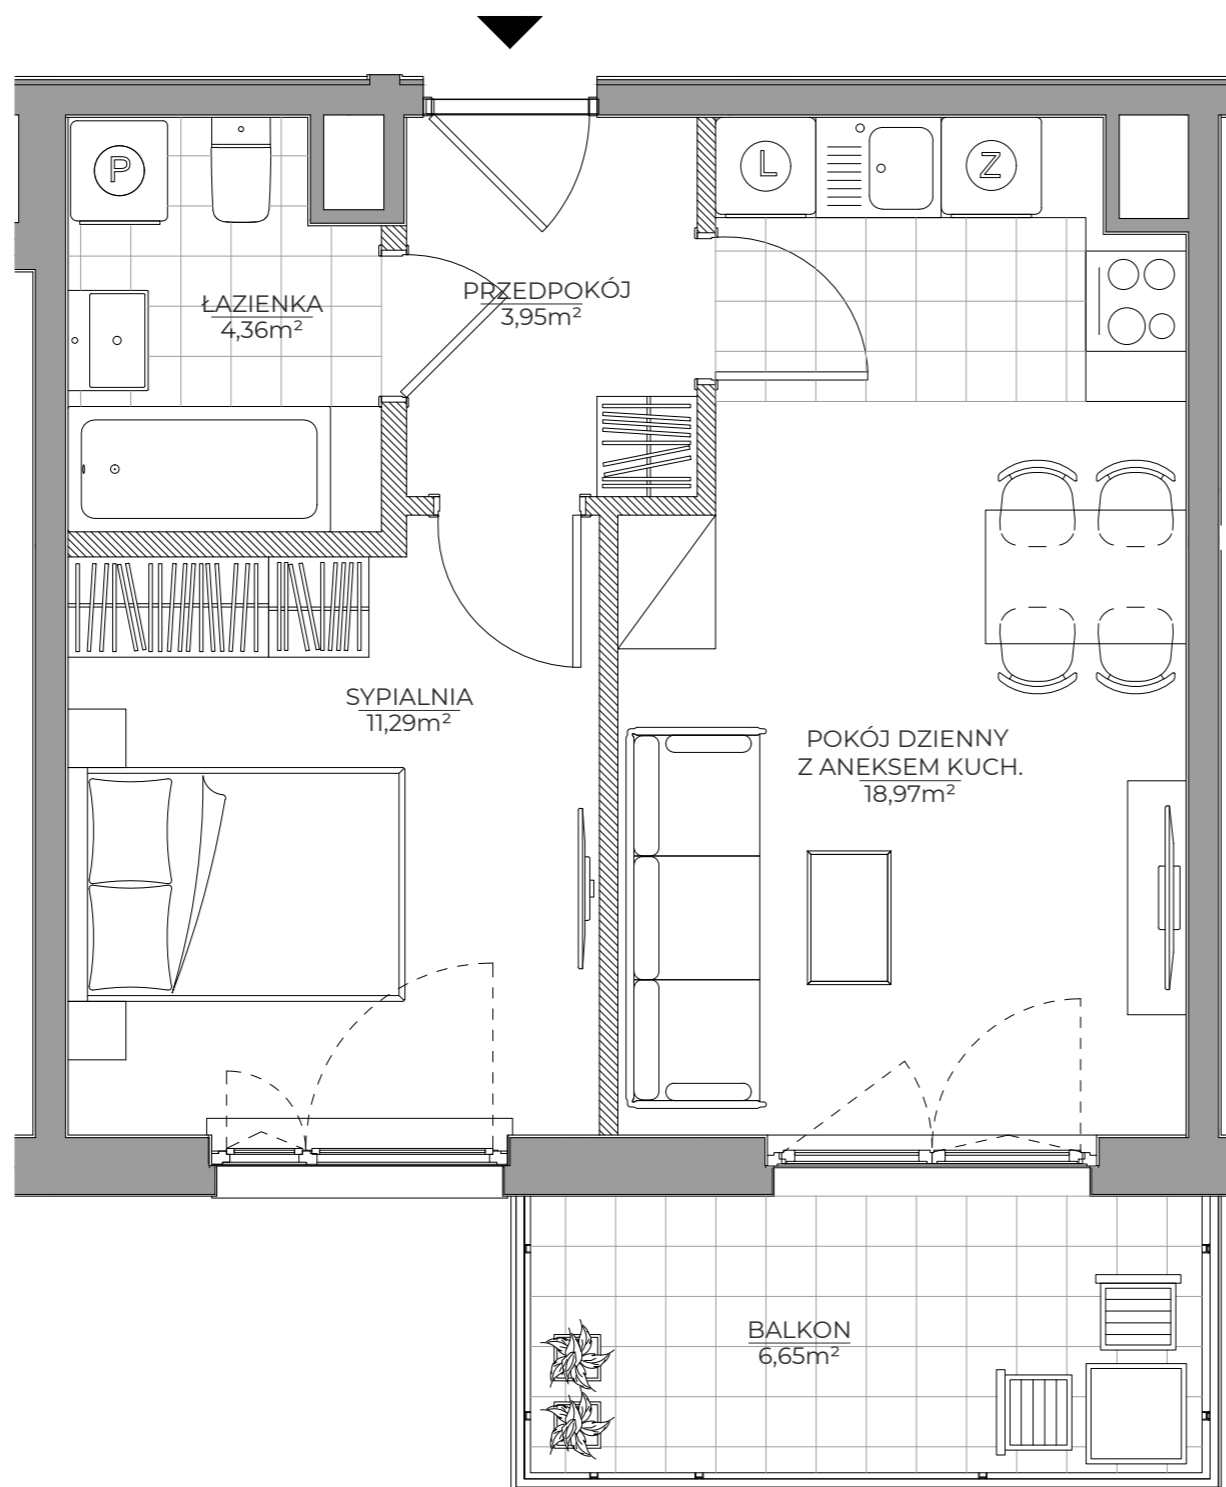 P
L
Z
ŁAZIENKA
4,36m²
PRZEDPOKÓJ
3,95m²
SYPIALNIA
11,29m²
POKÓJ DZIENNY
Z ANEKSEM KUCH.
18,97m²
BALKON
6,65m²